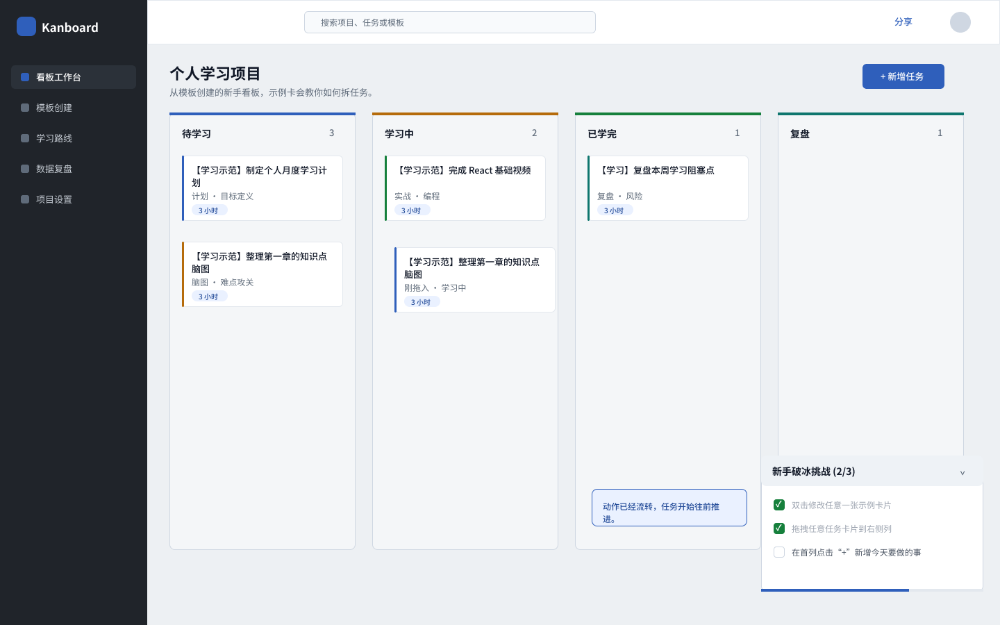 Kanboard
看板工作台
模板创建
学习路线
数据复盘
项目设置
搜索项目、任务或模板
分享
个人学习项目
从模板创建的新手看板，示例卡会教你如何拆任务。
+ 新增任务
待学习 3
【学习示范】制定个人月度学习计
划
计划 · 目标定义
3 小时
【学习示范】整理第一章的知识点
脑图
脑图 · 难点攻关
3 小时
学习中 2
【学习示范】完成 React 基础视频
实战 · 编程
3 小时
【学习示范】整理第一章的知识点
脑图
刚拖入 · 学习中
3 小时
已学完 1
【学习】复盘本周学习阻塞点
复盘 · 风险
3 小时
动作已经流转，任务开始往前推
进。
复盘 1
新手破冰挑战 (2/3)
双击修改任意一张示例卡片
拖拽任意任务卡片到右侧列
在首列点击“+”新增今天要做的事